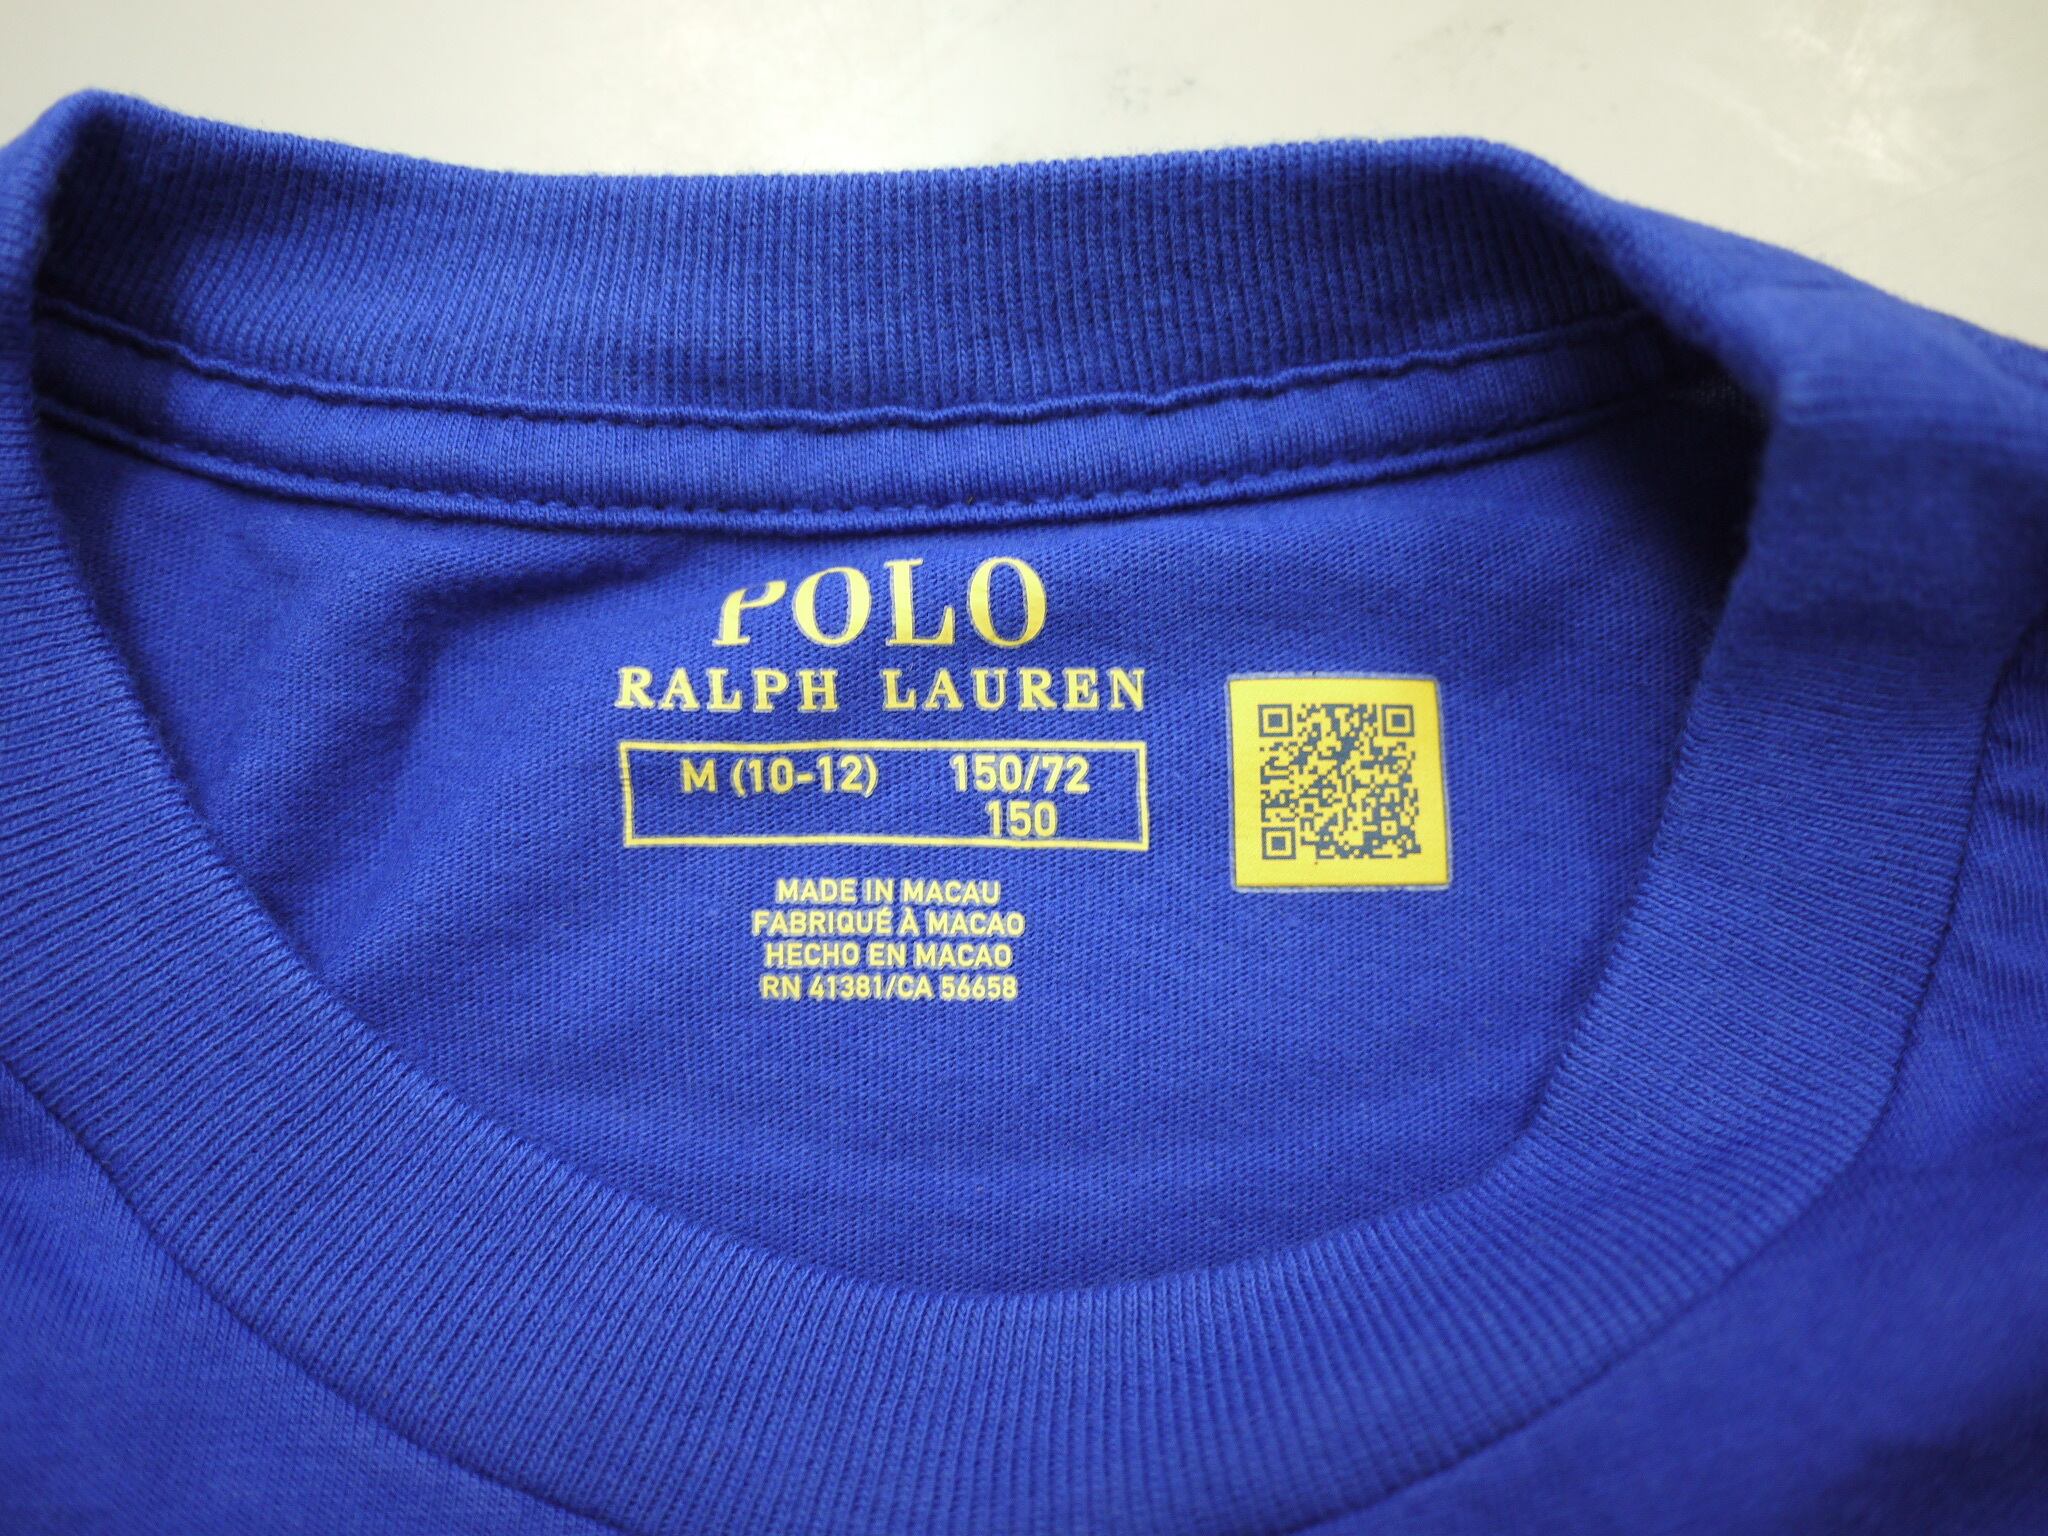 POLO
RALPH LAUREN
M (10-12) 150/72
150
MADE IN MACAU
FABRIQUÉ À MACAO
HECHO EN MACAO
RN 41381/CA 56658